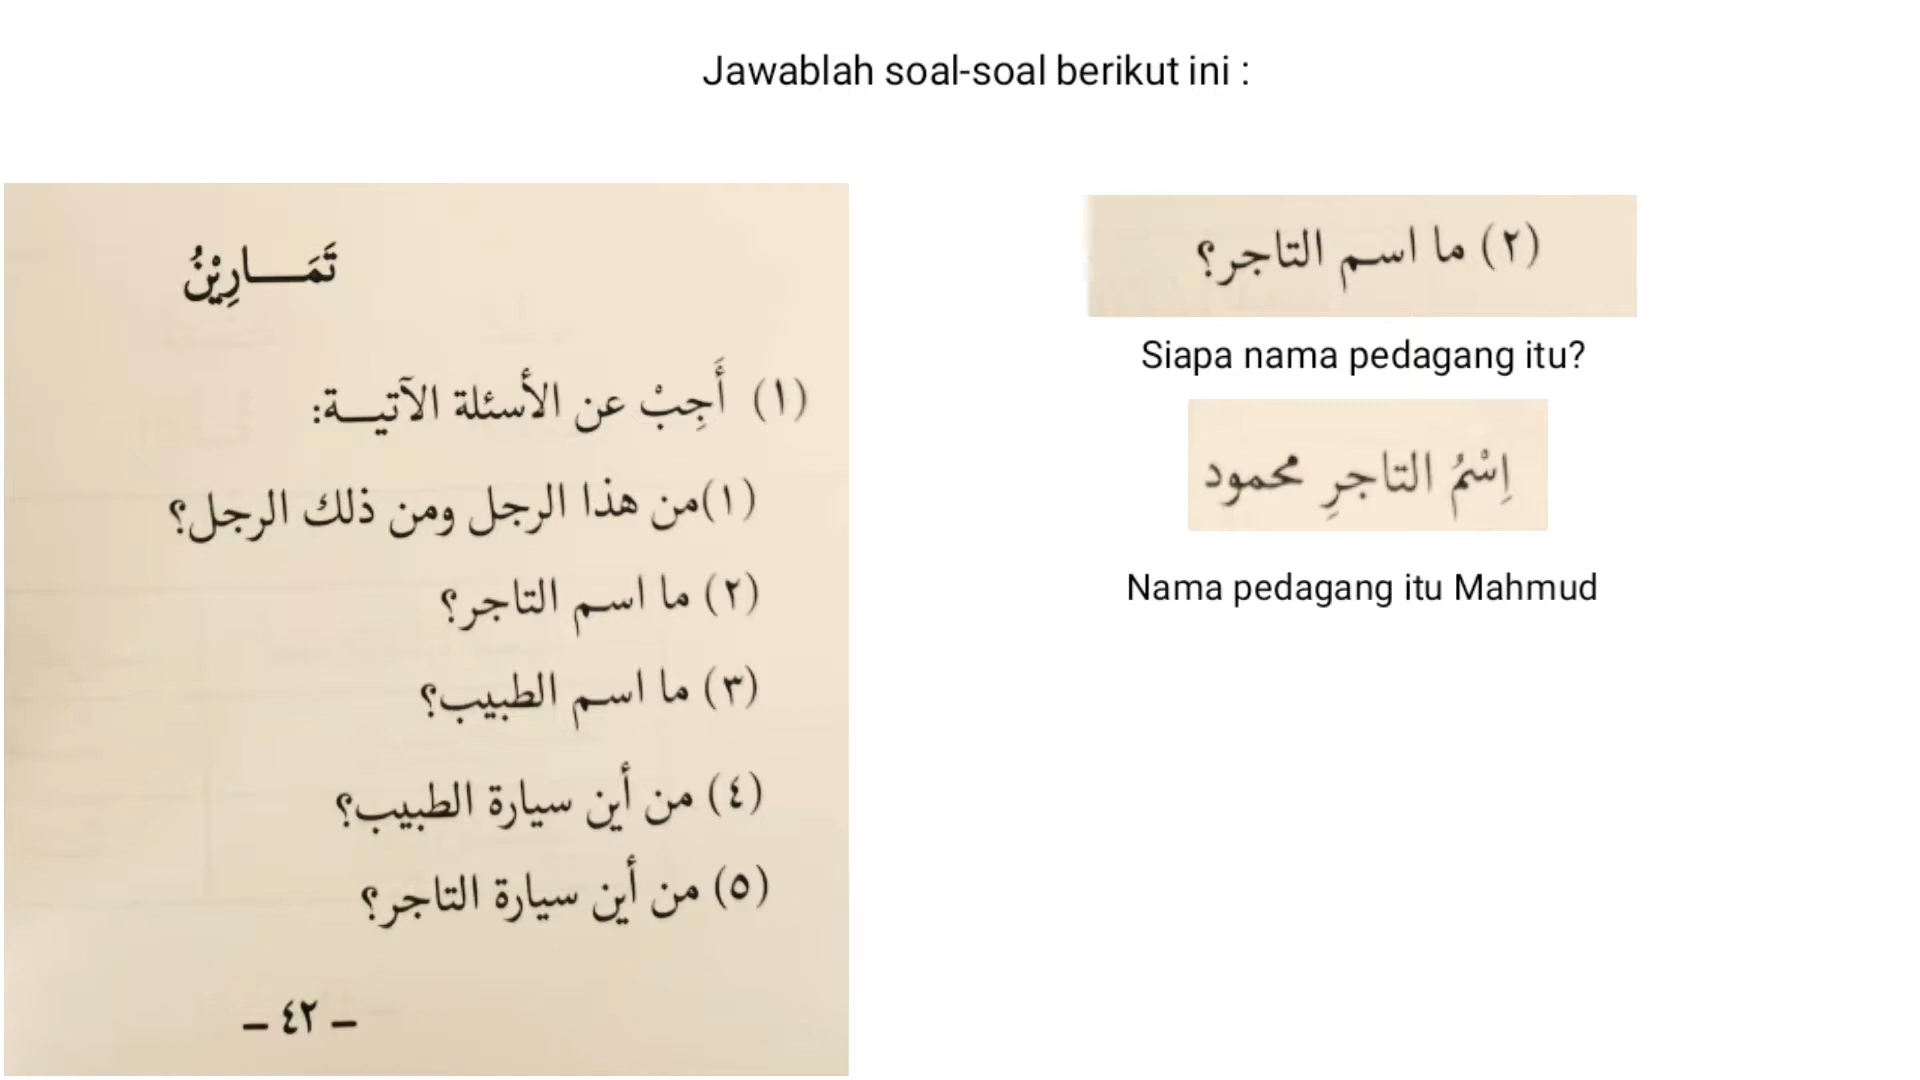 Jawablah soal-soal berikut ini :
تَمَـــارِيْنُ
(١) أَجِبْ عن الأسئلة الآتيــة:
(١)من هذا الرجل ومن ذلك الرجل؟
(٢) ما اسم التاجر؟
(٣) ما اسم الطبيب؟
(٤) من أين سيارة الطبيب؟
(٥) من أين سيارة التاجر؟
– ٤٢ –
(٢) ما اسم التاجر؟
Siapa nama pedagang itu?
اِسْمُ التاجرِ محمود
Nama pedagang itu Mahmud